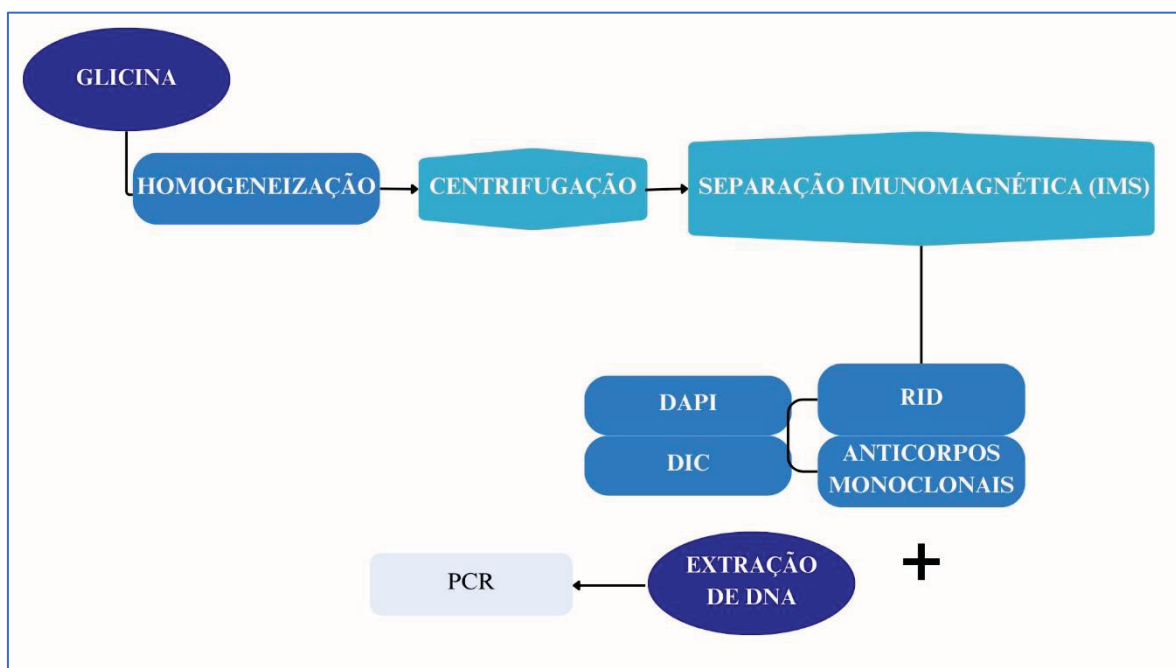 GLICINA
HOMOGENEIZAÇÃO
CENTRIFUGAÇÃO
SEPARAÇÃO IMUNOMAGNÉTICA (IMS)
DAPI
RID
DIC
ANTICORPOS
MONOCLONAIS
+
EXTRAÇÃO
DE DNA
PCR